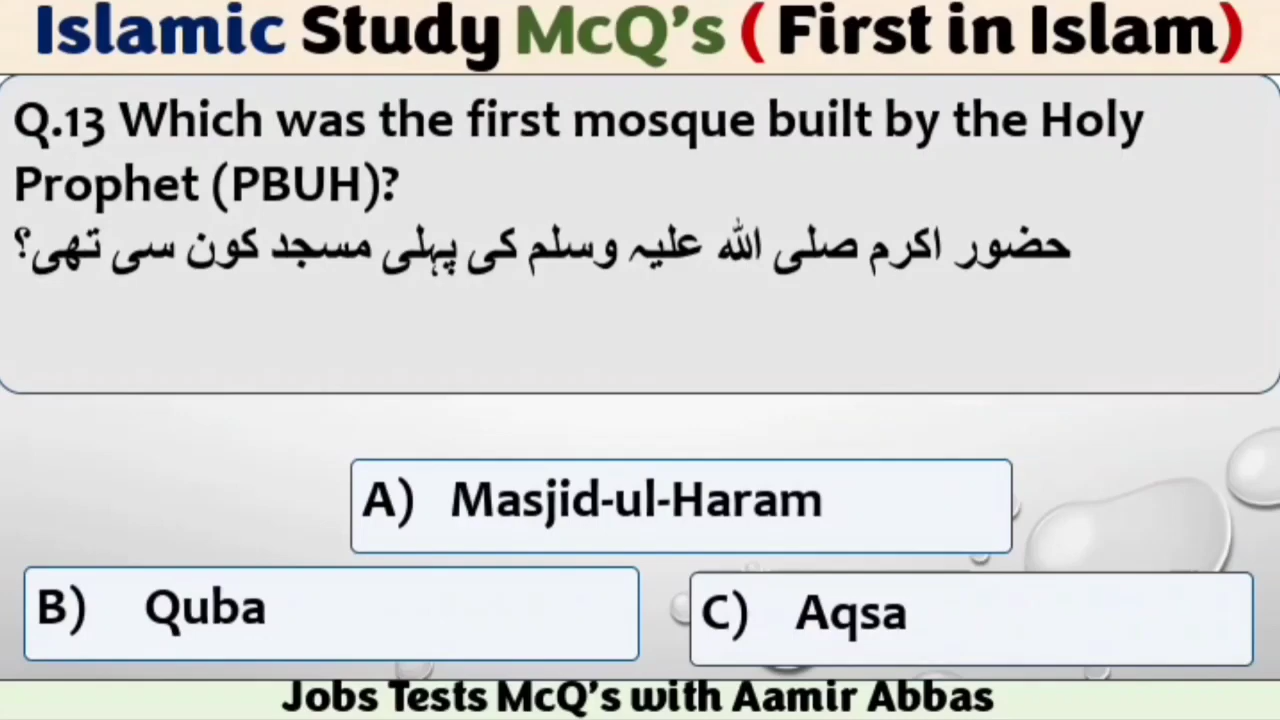 Islamic Study McQ's ( First in Islam)
Q.13 Which was the first mosque built by the Holy
Prophet (PBUH)?
حضور اکرم صلی اللہ علیہ وسلم کی پہلی مسجد کون سی تھی؟
A) Masjid-ul-Haram
B) Quba
C) Aqsa
Jobs Tests McQ's with Aamir Abbas